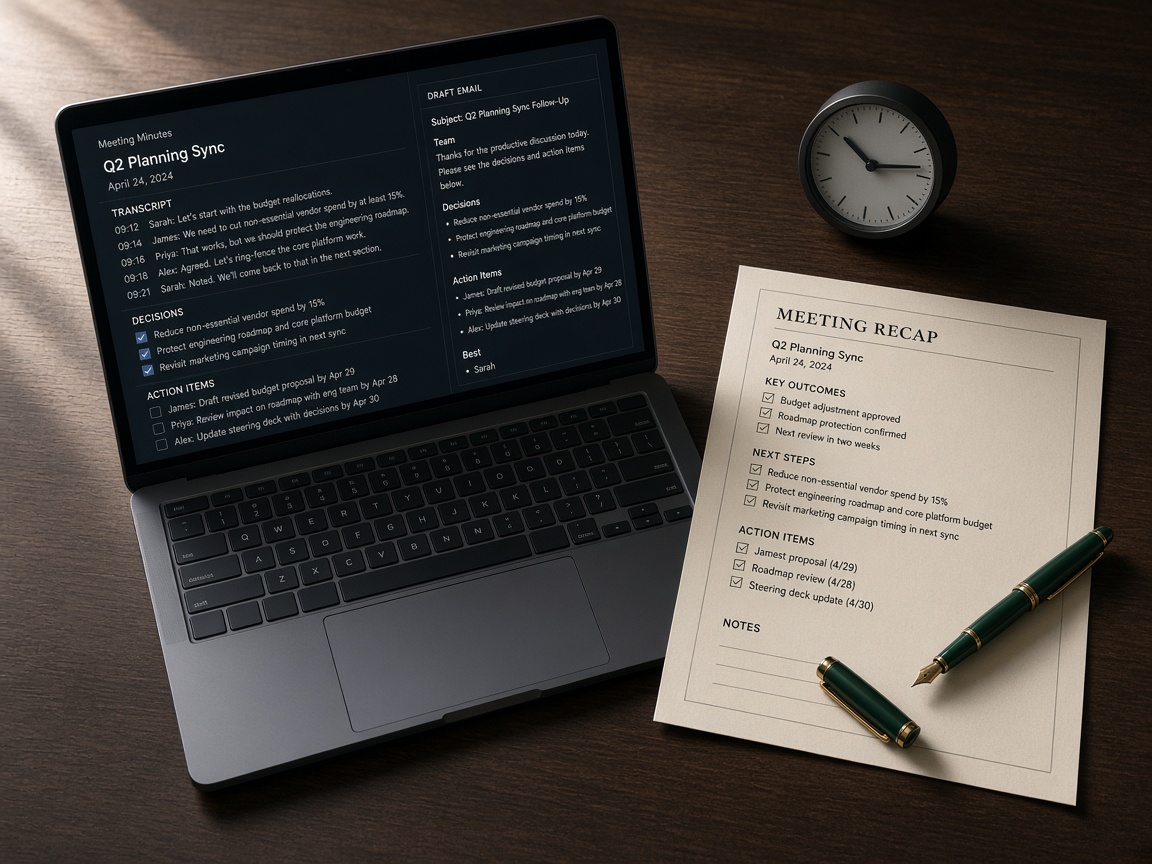 Meeting Minutes
Q2 Planning Sync
April 24, 2024
TRANSCRIPT
09:12 Sarah: Let's start with the budget reallocations.
09:14 James: We need to cut non-essential vendor spend by at least 15%.
09:16 Priya: That works, but we should protect the engineering roadmap.
09:18 Alex: Agreed. Let's ring-fence the core platform work.
09:21 Sarah: Noted. We'll come back to that in the next section.
DECISIONS
Reduce non-essential vendor spend by 15%
Protect engineering roadmap and core platform budget
Revisit marketing campaign timing in next sync
ACTION ITEMS
James: Draft revised budget proposal by Apr 29
Priya: Review impact on roadmap with eng team by Apr 28
Alex: Update steering deck with decisions by Apr 30
DRAFT EMAIL
Subject: Q2 Planning Sync Follow-Up
Team
Thanks for the productive discussion today.
Please see the decisions and action items
below.
Decisions
• Reduce non-essential vendor spend by 15%
• Protect engineering roadmap and core platform budget
• Revisit marketing campaign timing in next sync
Action Items
• James: Draft revised budget proposal by Apr 29
• Priya: Review impact on roadmap with eng team by Apr 28
• Alex: Update steering deck with decisions by Apr 30
Best
• Sarah
MEETING RECAP
Q2 Planning Sync
April 24, 2024
KEY OUTCOMES
Budget adjustment approved
Roadmap protection confirmed
Next review in two weeks
NEXT STEPS
Reduce non-essential vendor spend by 15%
Protect engineering roadmap and core platform budget
Revisit marketing campaign timing in next sync
ACTION ITEMS
Jamest proposal (4/29)
Roadmap review (4/28)
Steering deck update (4/30)
NOTES